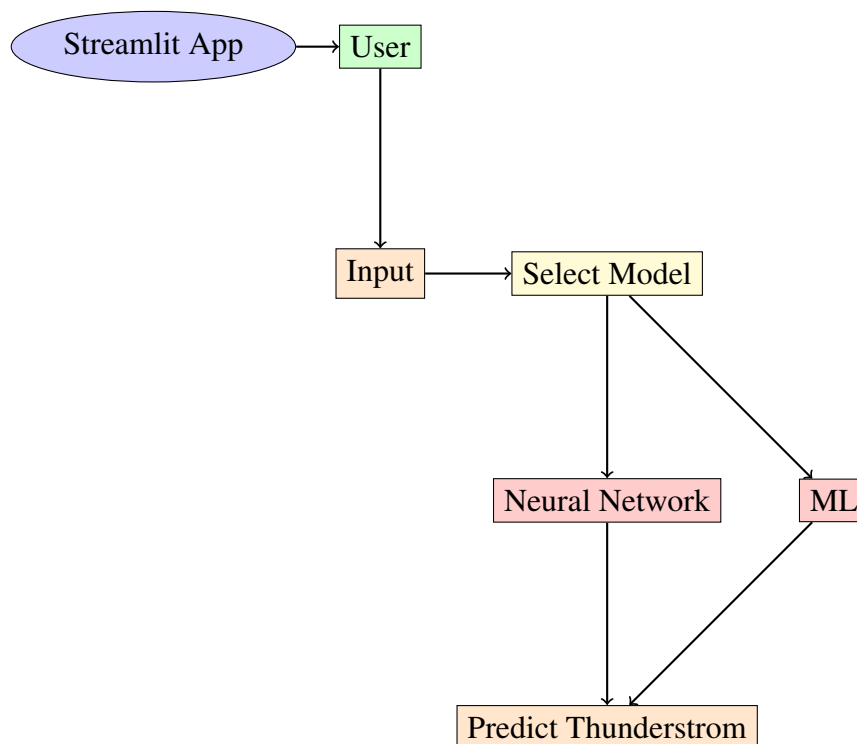 Streamlit App
User
Input
Select Model
Neural Network
ML
Predict Thunderstrom